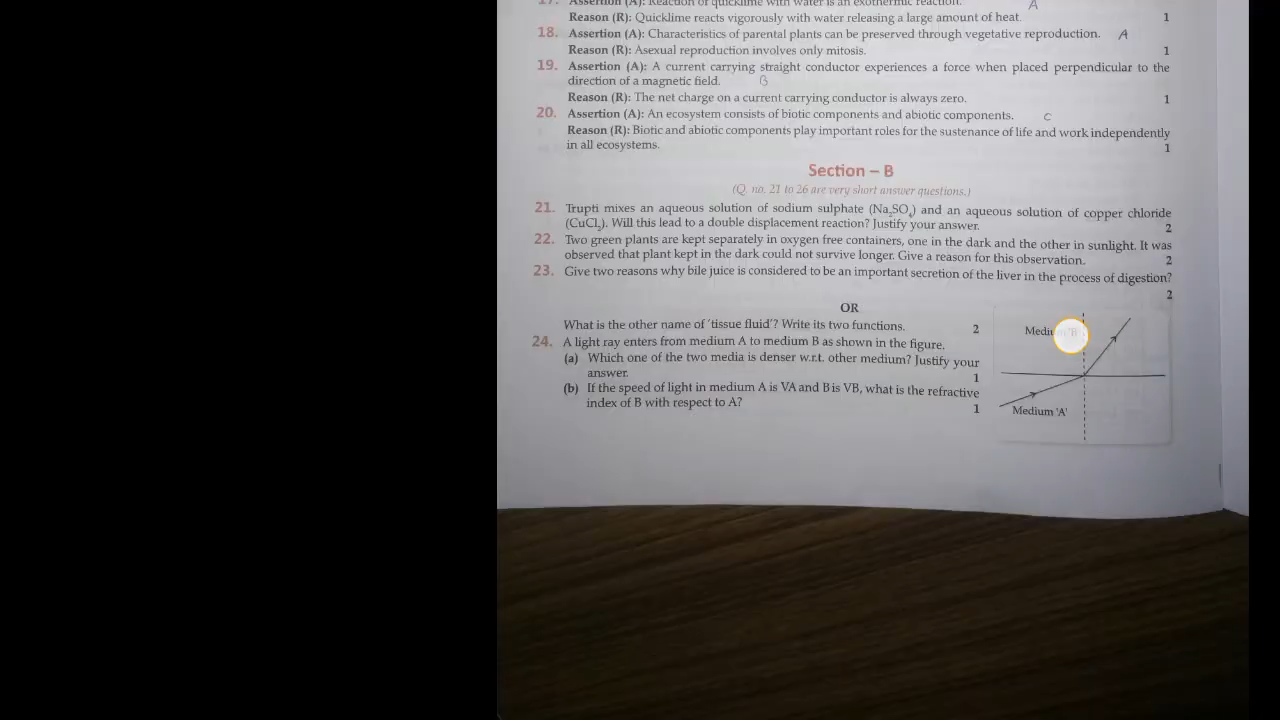 17. Assertion (A): Reaction of quicklime with water is an exothermic reaction. A
Reason (R): Quicklime reacts vigorously with water releasing a large amount of heat. 1
18. Assertion (A): Characteristics of parental plants can be preserved through vegetative reproduction. A
Reason (R): Asexual reproduction involves only mitosis. 1
19. Assertion (A): A current carrying straight conductor experiences a force when placed perpendicular to the
direction of a magnetic field. B
Reason (R): The net charge on a current carrying conductor is always zero. 1
20. Assertion (A): An ecosystem consists of biotic components and abiotic components. C
Reason (R): Biotic and abiotic components play important roles for the sustenance of life and work independently
in all ecosystems. 1
Section – B
(Q. no. 21 to 26 are very short answer questions.)
21. Trupti mixes an aqueous solution of sodium sulphate (Na₂SO₄) and an aqueous solution of copper chloride
(CuCl₂). Will this lead to a double displacement reaction? Justify your answer. 2
22. Two green plants are kept separately in oxygen free containers, one in the dark and the other in sunlight. It was
observed that plant kept in the dark could not survive longer. Give a reason for this observation. 2
23. Give two reasons why bile juice is considered to be an important secretion of the liver in the process of digestion?
2
OR
What is the other name of 'tissue fluid'? Write its two functions. 2
24. A light ray enters from medium A to medium B as shown in the figure.
(a) Which one of the two media is denser w.r.t. other medium? Justify your
answer. 1
(b) If the speed of light in medium A is VA and B is VB, what is the refractive
index of B with respect to A? 1
Medium 'B'
Medium 'A'